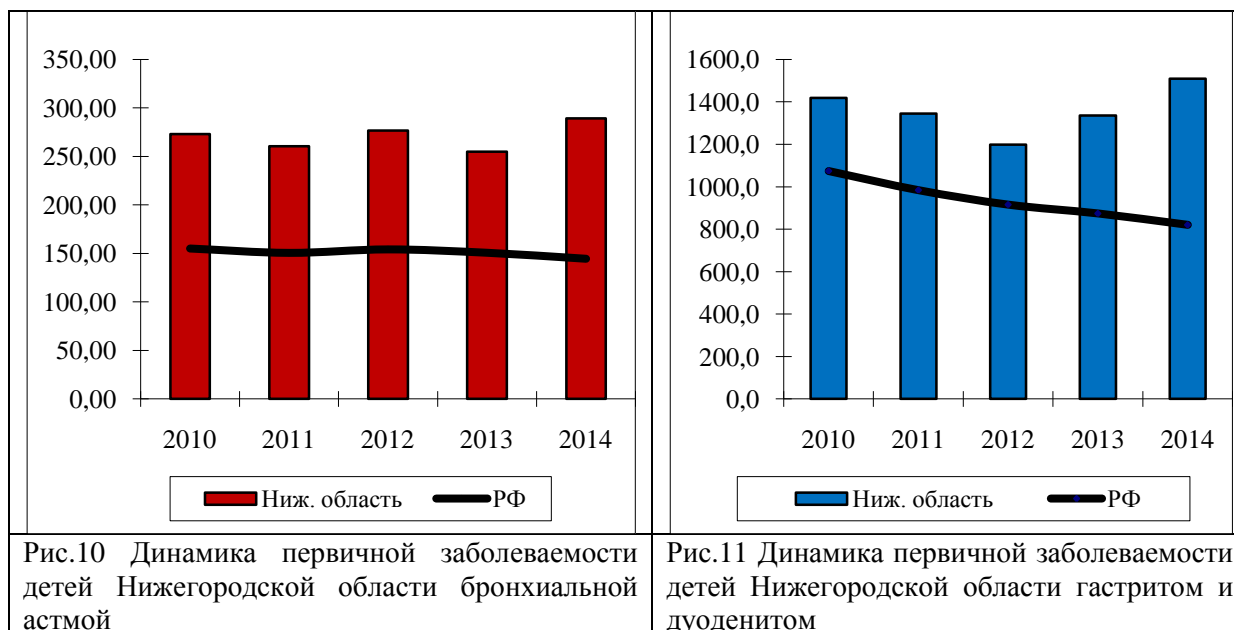 350,00
300,00
250,00
200,00
150,00
100,00
50,00
0,00
2010 2011 2012 2013 2014
Ниж. область РФ
1600,0
1400,0
1200,0
1000,0
800,0
600,0
400,0
200,0
0,0
2010 2011 2012 2013 2014
Ниж. область РФ
Рис.10 Динамика первичной заболеваемости
детей Нижегородской области бронхиальной
астмой
Рис.11 Динамика первичной заболеваемости
детей Нижегородской области гастритом и
дуоденитом